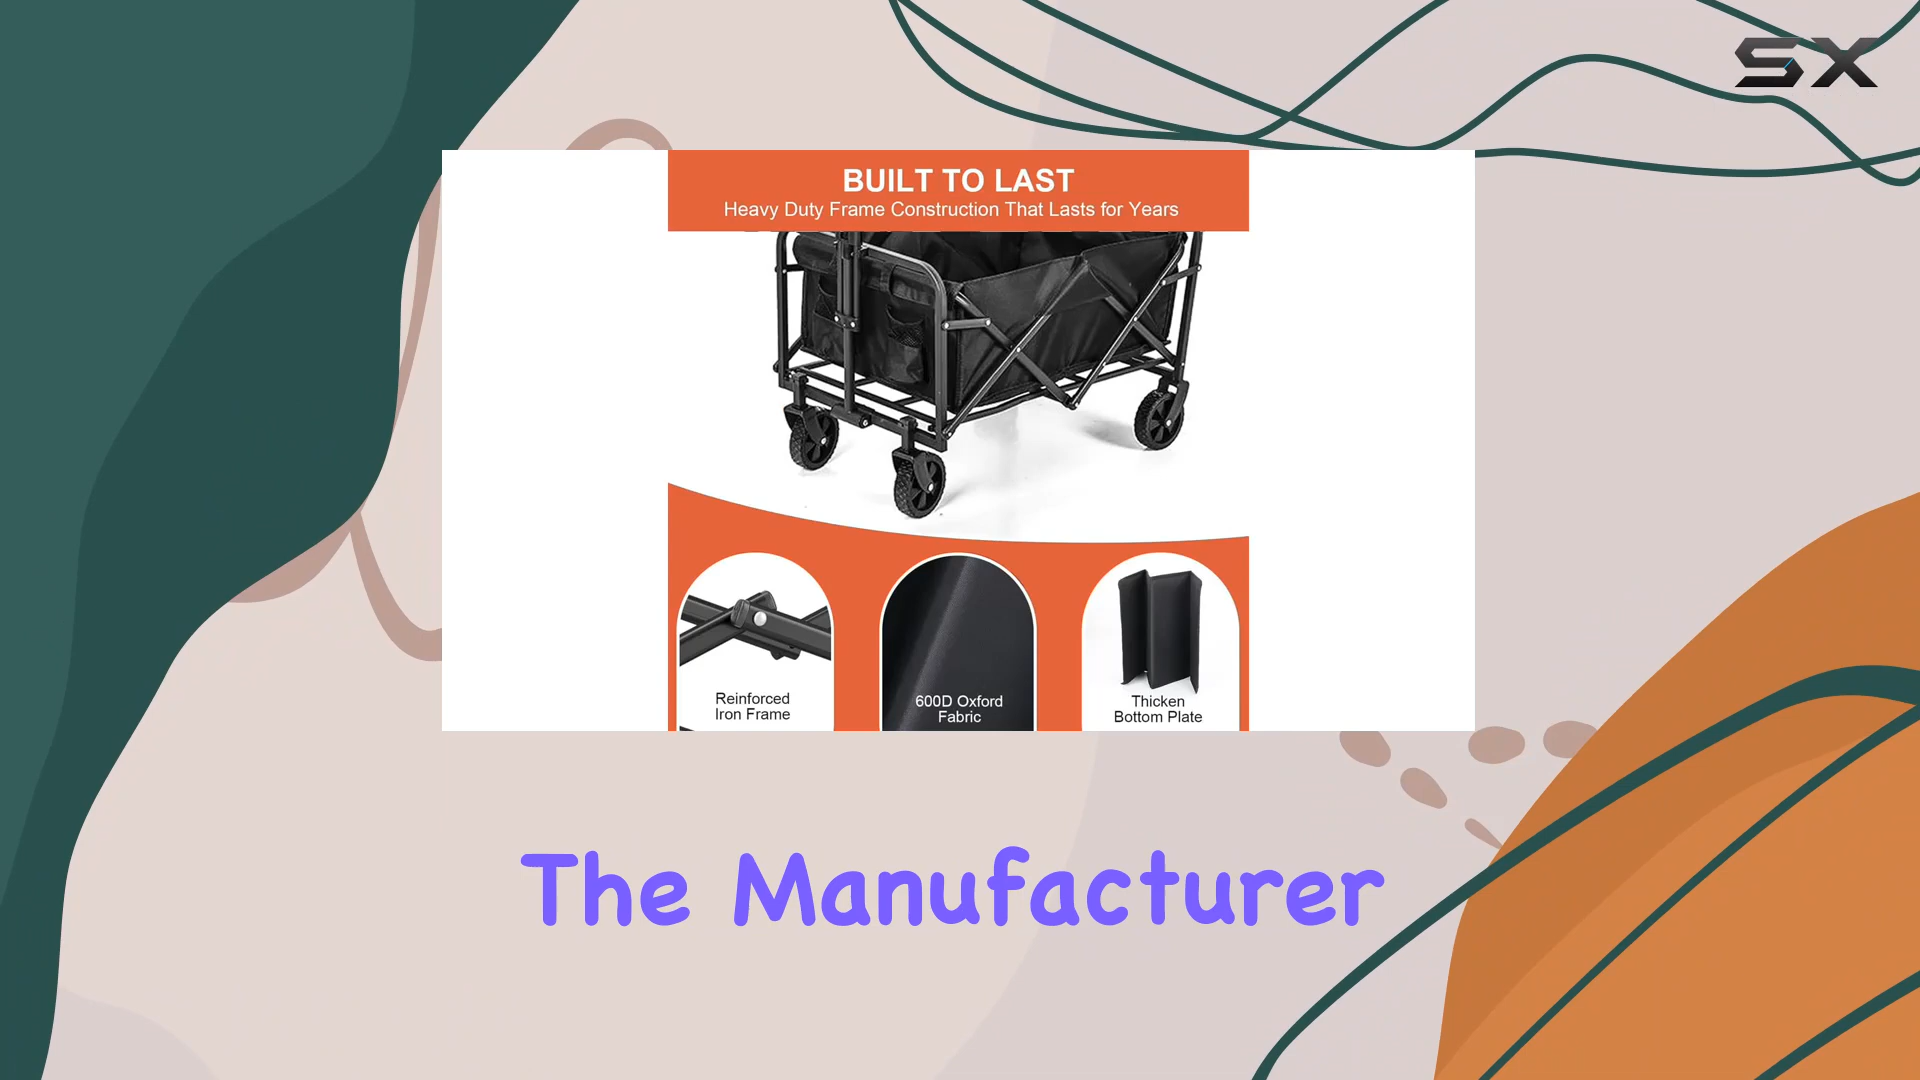 SX
BUILT TO LAST
Heavy Duty Frame Construction That Lasts for Years
Reinforced
Iron Frame
600D Oxford
Fabric
Thicken
Bottom Plate
The Manufacturer